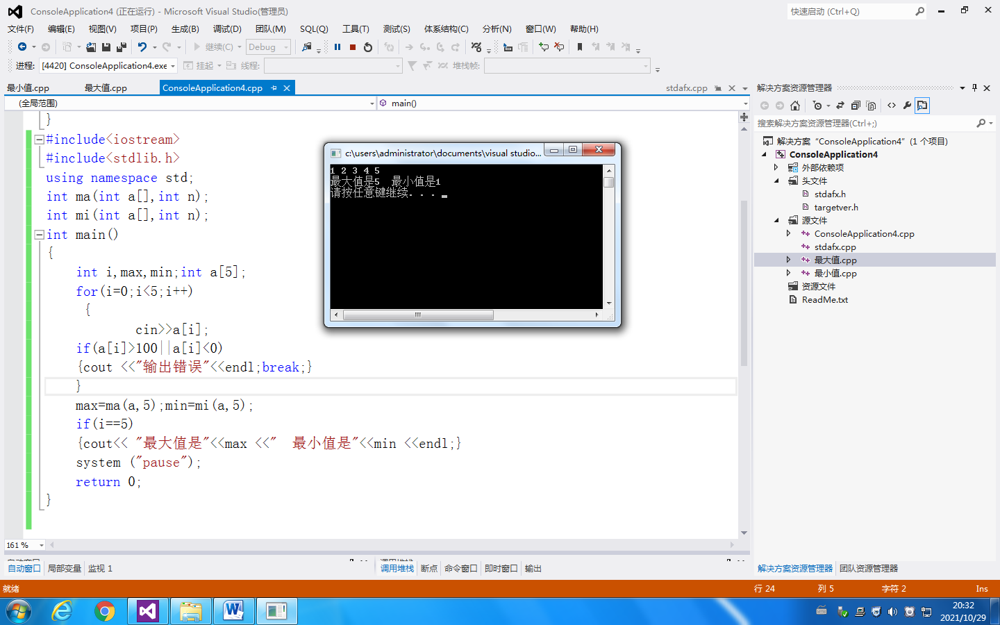 ConsoleApplication4 (正在运行) - Microsoft Visual Studio(管理员)
快速启动 (Ctrl+Q)
文件(F) 编辑(E) 视图(V) 项目(P) 生成(B) 调试(D) 团队(M) SQL(Q) 工具(T) 测试(S) 体系结构(C) 分析(N) 窗口(W) 帮助(H)
继续(C) Debug
进程: [4420] ConsoleApplication4.exe 挂起 线程: 堆栈帧:
最小值.cpp 最大值.cpp ConsoleApplication4.cpp stdafx.cpp
(全局范围) main()
}
#include<iostream>
#include<stdlib.h>
using namespace std;
int ma(int a[],int n);
int mi(int a[],int n);
int main()
{
int i,max,min;int a[5];
for(i=0;i<5;i++)
{
cin>>a[i];
if(a[i]>100||a[i]<0)
{cout <<"输出错误"<<endl;break;}
}
max=ma(a,5);min=mi(a,5);
if(i==5)
{cout<< "最大值是"<<max <<"  最小值是"<<min <<endl;}
system ("pause");
return 0;
}
161 %
c:\users\administrator\documents\visual studio...
1 2 3 4 5
最大值是5  最小值是1
请按任意键继续. . .
解决方案资源管理器
搜索解决方案资源管理器(Ctrl+;)
解决方案 "ConsoleApplication4" (1 个项目)
ConsoleApplication4
外部依赖项
头文件
stdafx.h
targetver.h
源文件
ConsoleApplication4.cpp
stdafx.cpp
最大值.cpp
最小值.cpp
资源文件
ReadMe.txt
自动窗口 调用堆栈
自动窗口 局部变量 监视 1 调用堆栈 断点 命令窗口 即时窗口 输出
解决方案资源管理器 团队资源管理器
就绪 行 24 列 5 字符 2 Ins
20:32
2021/10/29